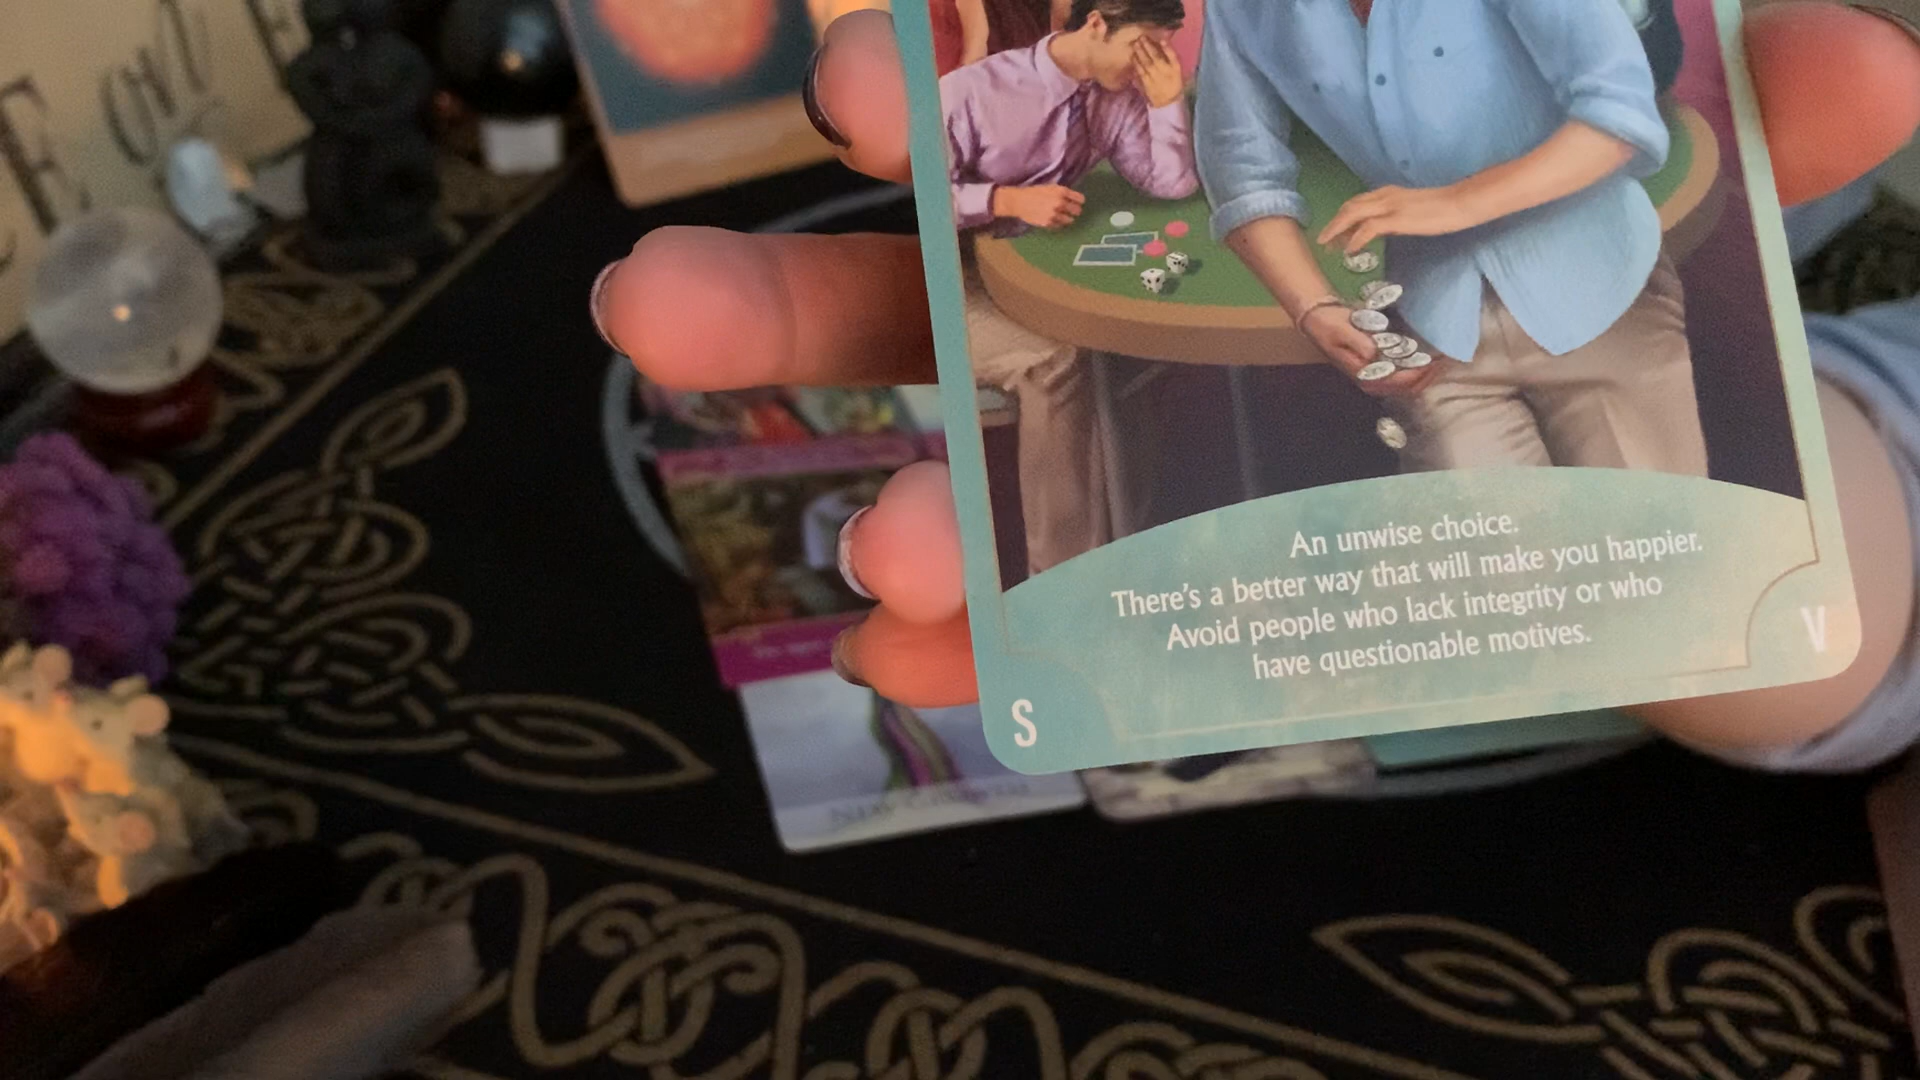 An unwise choice.
There's a better way that will make you happier.
Avoid people who lack integrity or who
have questionable motives.
S
V